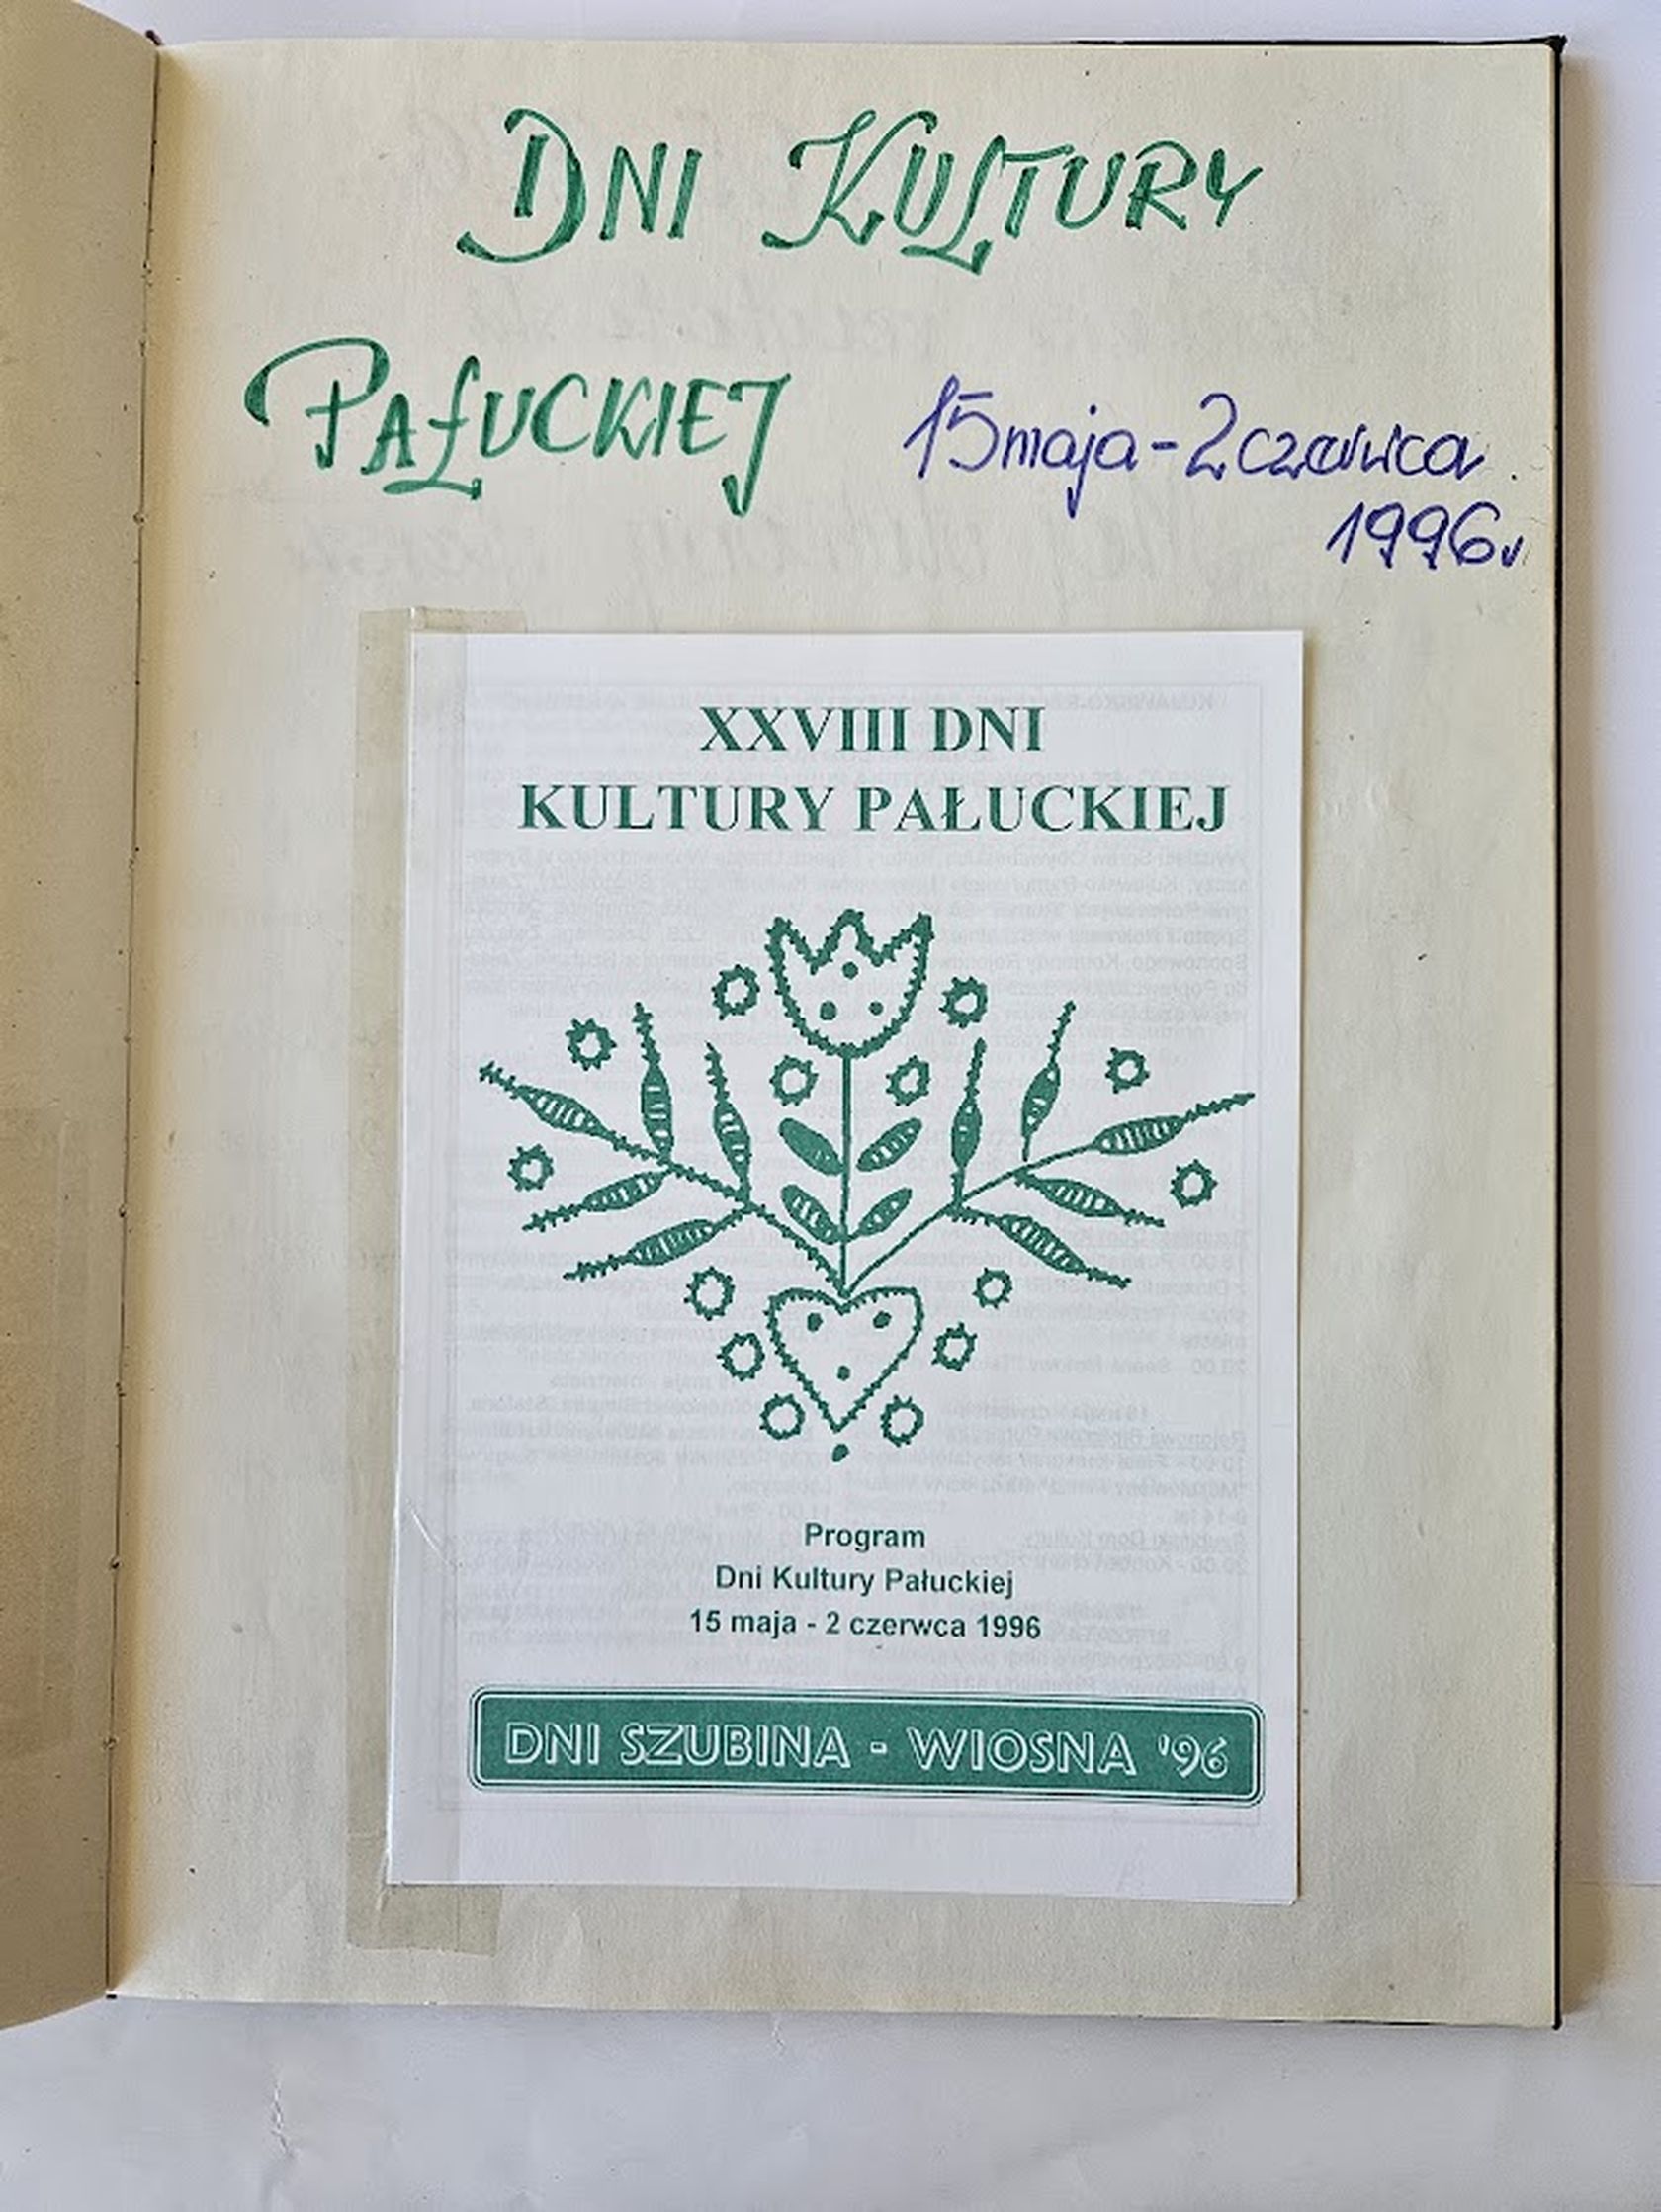 DNI KULTURY
PAŁUCKIEJ 15 maja - 2 czerwca
1996r
XXVIII DNI
KULTURY PAŁUCKIEJ
Program
Dni Kultury Pałuckiej
15 maja - 2 czerwca 1996
DNI SZUBINA - WIOSNA '96